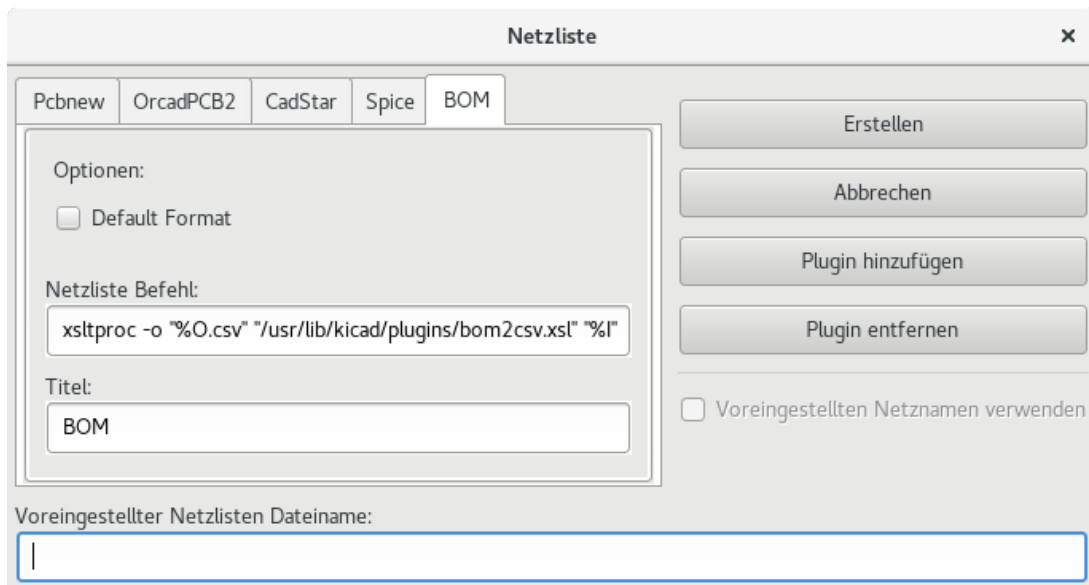 Netzliste
Pcbnew OrcadPCB2 CadStar Spice BOM
Erstellen
Optionen:
Abbrechen
Default Format
Plugin hinzufügen
Netzliste Befehl:
xsltproc -o "%O.csv" "/usr/lib/kicad/plugins/bom2csv.xsl" "%I"
Plugin entfernen
Titel:
BOM
Voreingestellten Netznamen verwenden
Voreingestellter Netzlisten Dateiname: